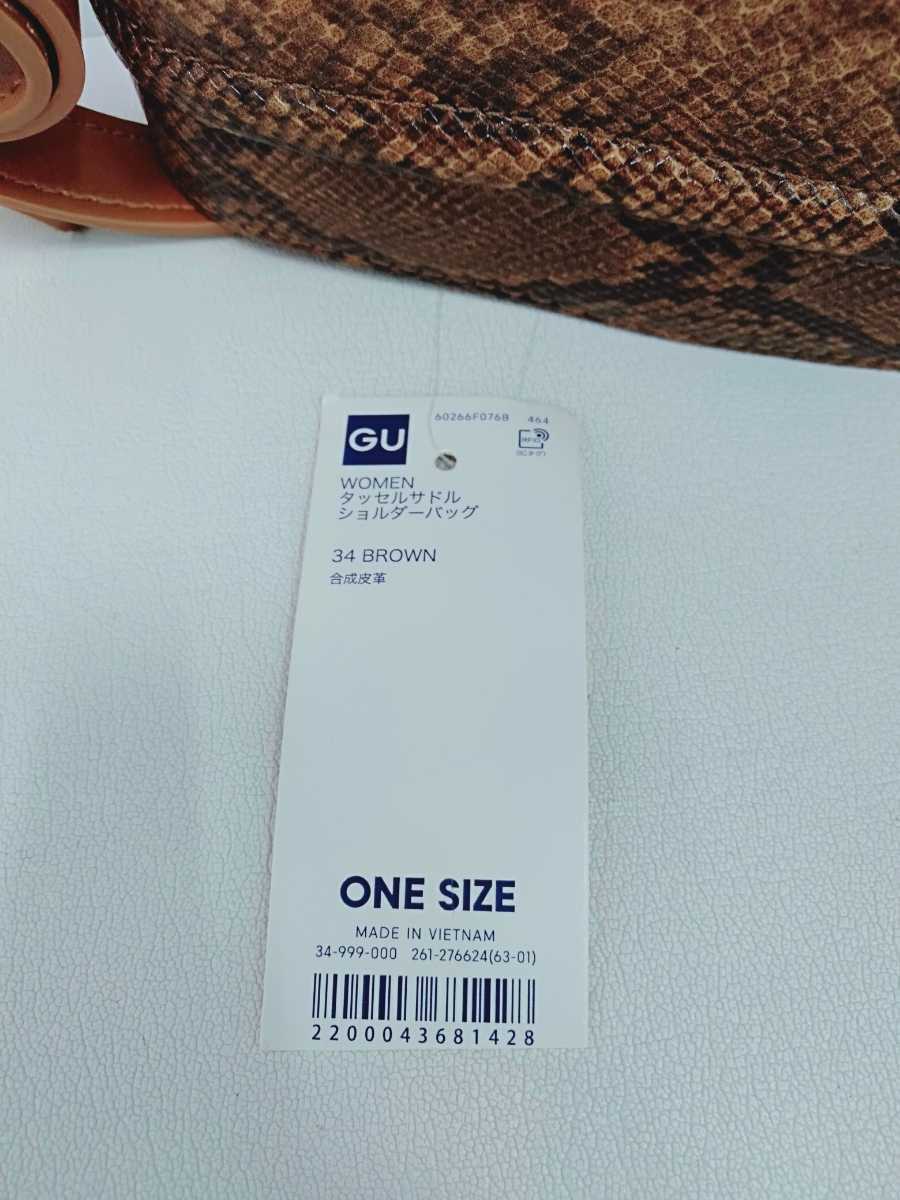 GU
60266F076B 464
RFID
WOMEN
タッセルサドル
ショルダーバッグ
34 BROWN
合成皮革
ONE SIZE
MADE IN VIETNAM
34-999-000 261-276624(63-01)
2200043681428